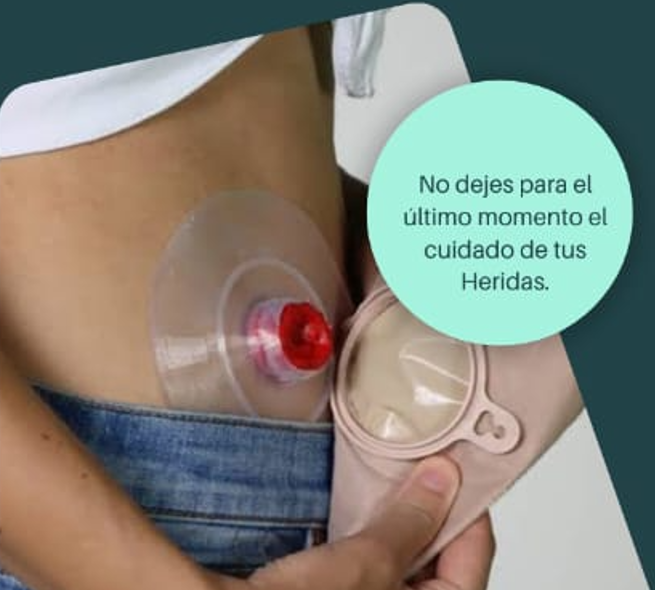 No dejes para el
último momento el
cuidado de tus
Heridas.